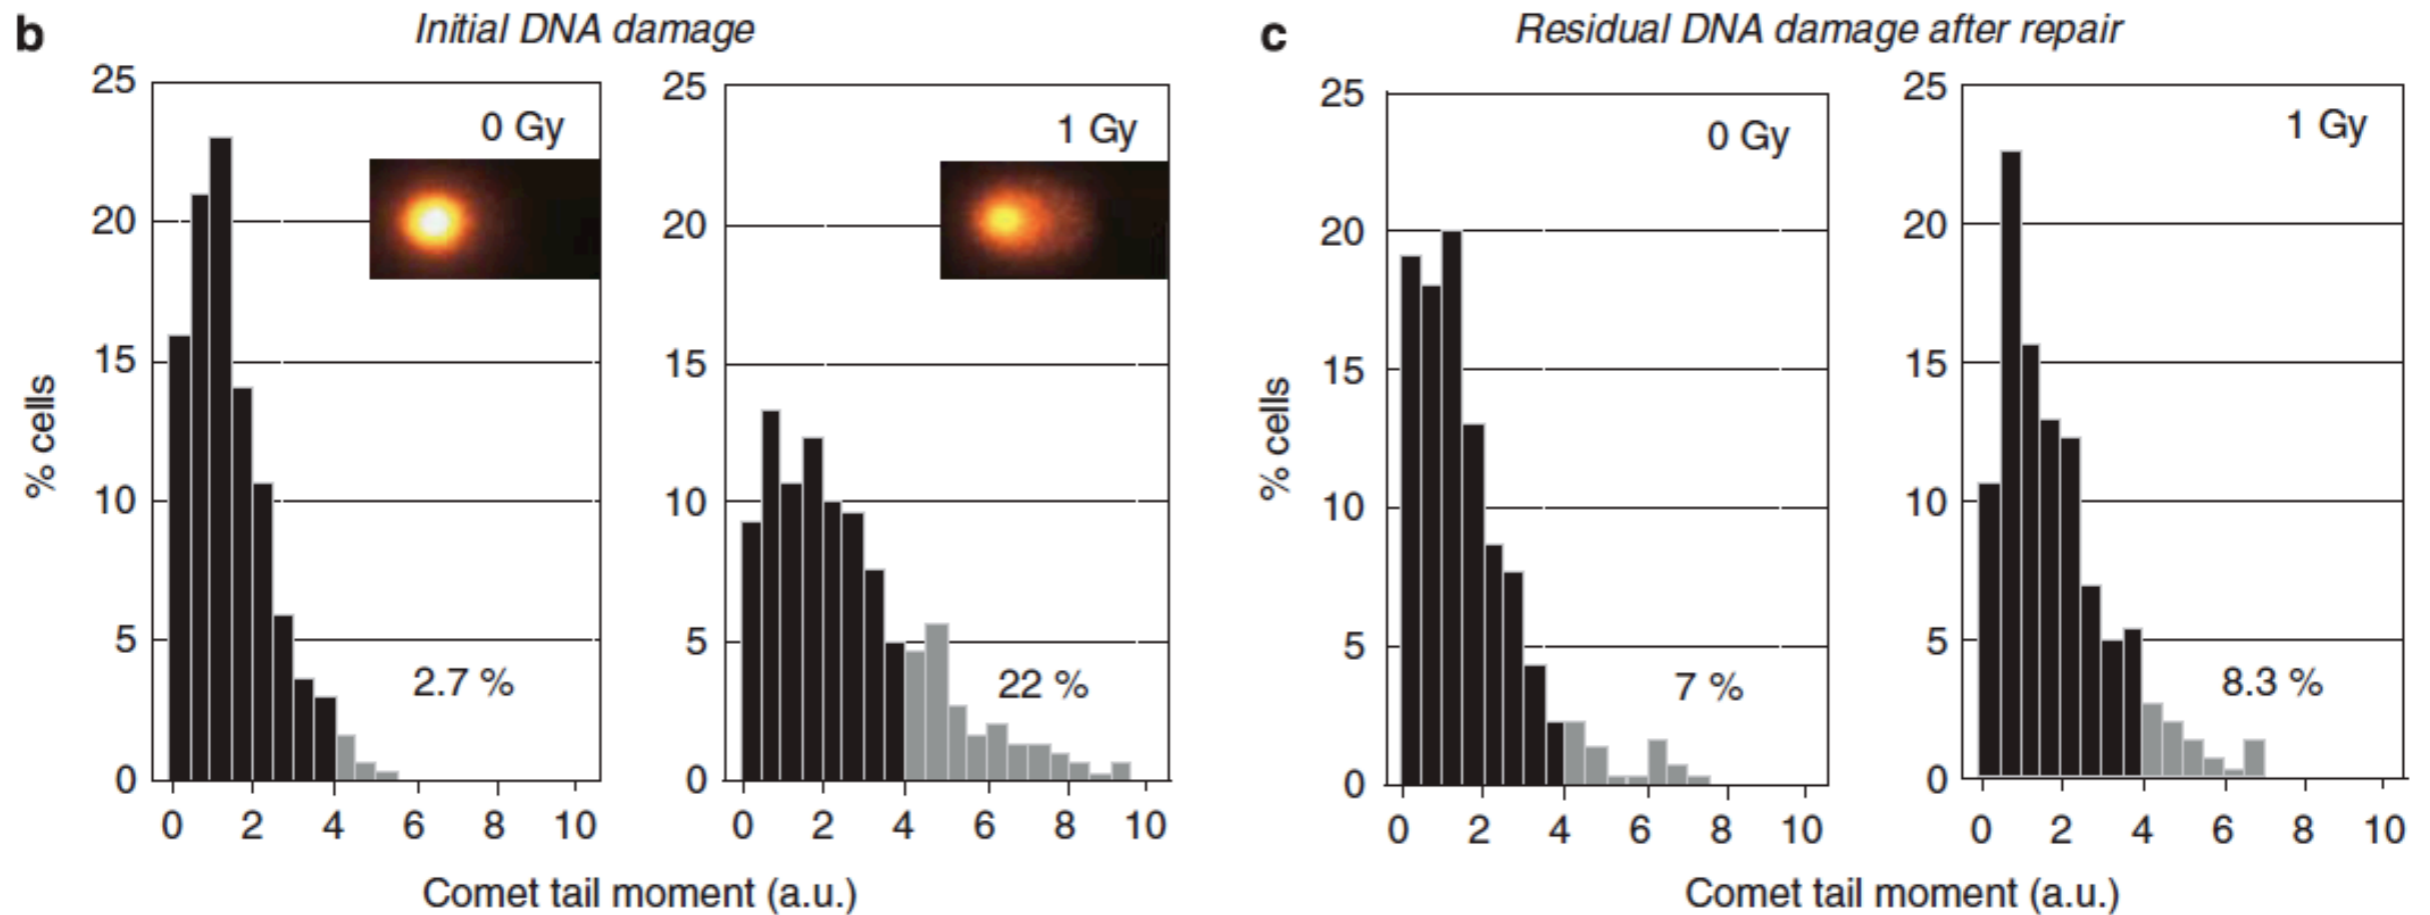 b
Initial DNA damage
25
20
15
10
5
0
% cells
0 Gy
2.7 %
0 2 4 6 8 10
25
20
15
10
5
0
1 Gy
22 %
0 2 4 6 8 10
Comet tail moment (a.u.)
c
Residual DNA damage after repair
25
20
15
10
5
0
% cells
0 Gy
7 %
0 2 4 6 8 10
25
20
15
10
5
0
1 Gy
8.3 %
0 2 4 6 8 10
Comet tail moment (a.u.)